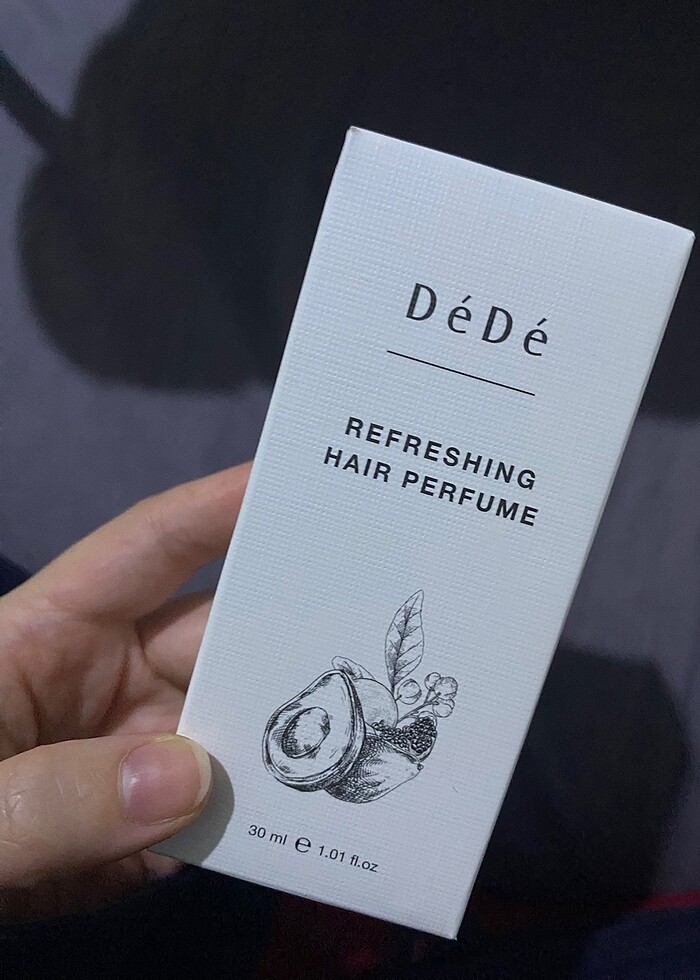 DéDé
REFRESHING
HAIR PERFUME
30 ml ℮ 1.01 fl.oz